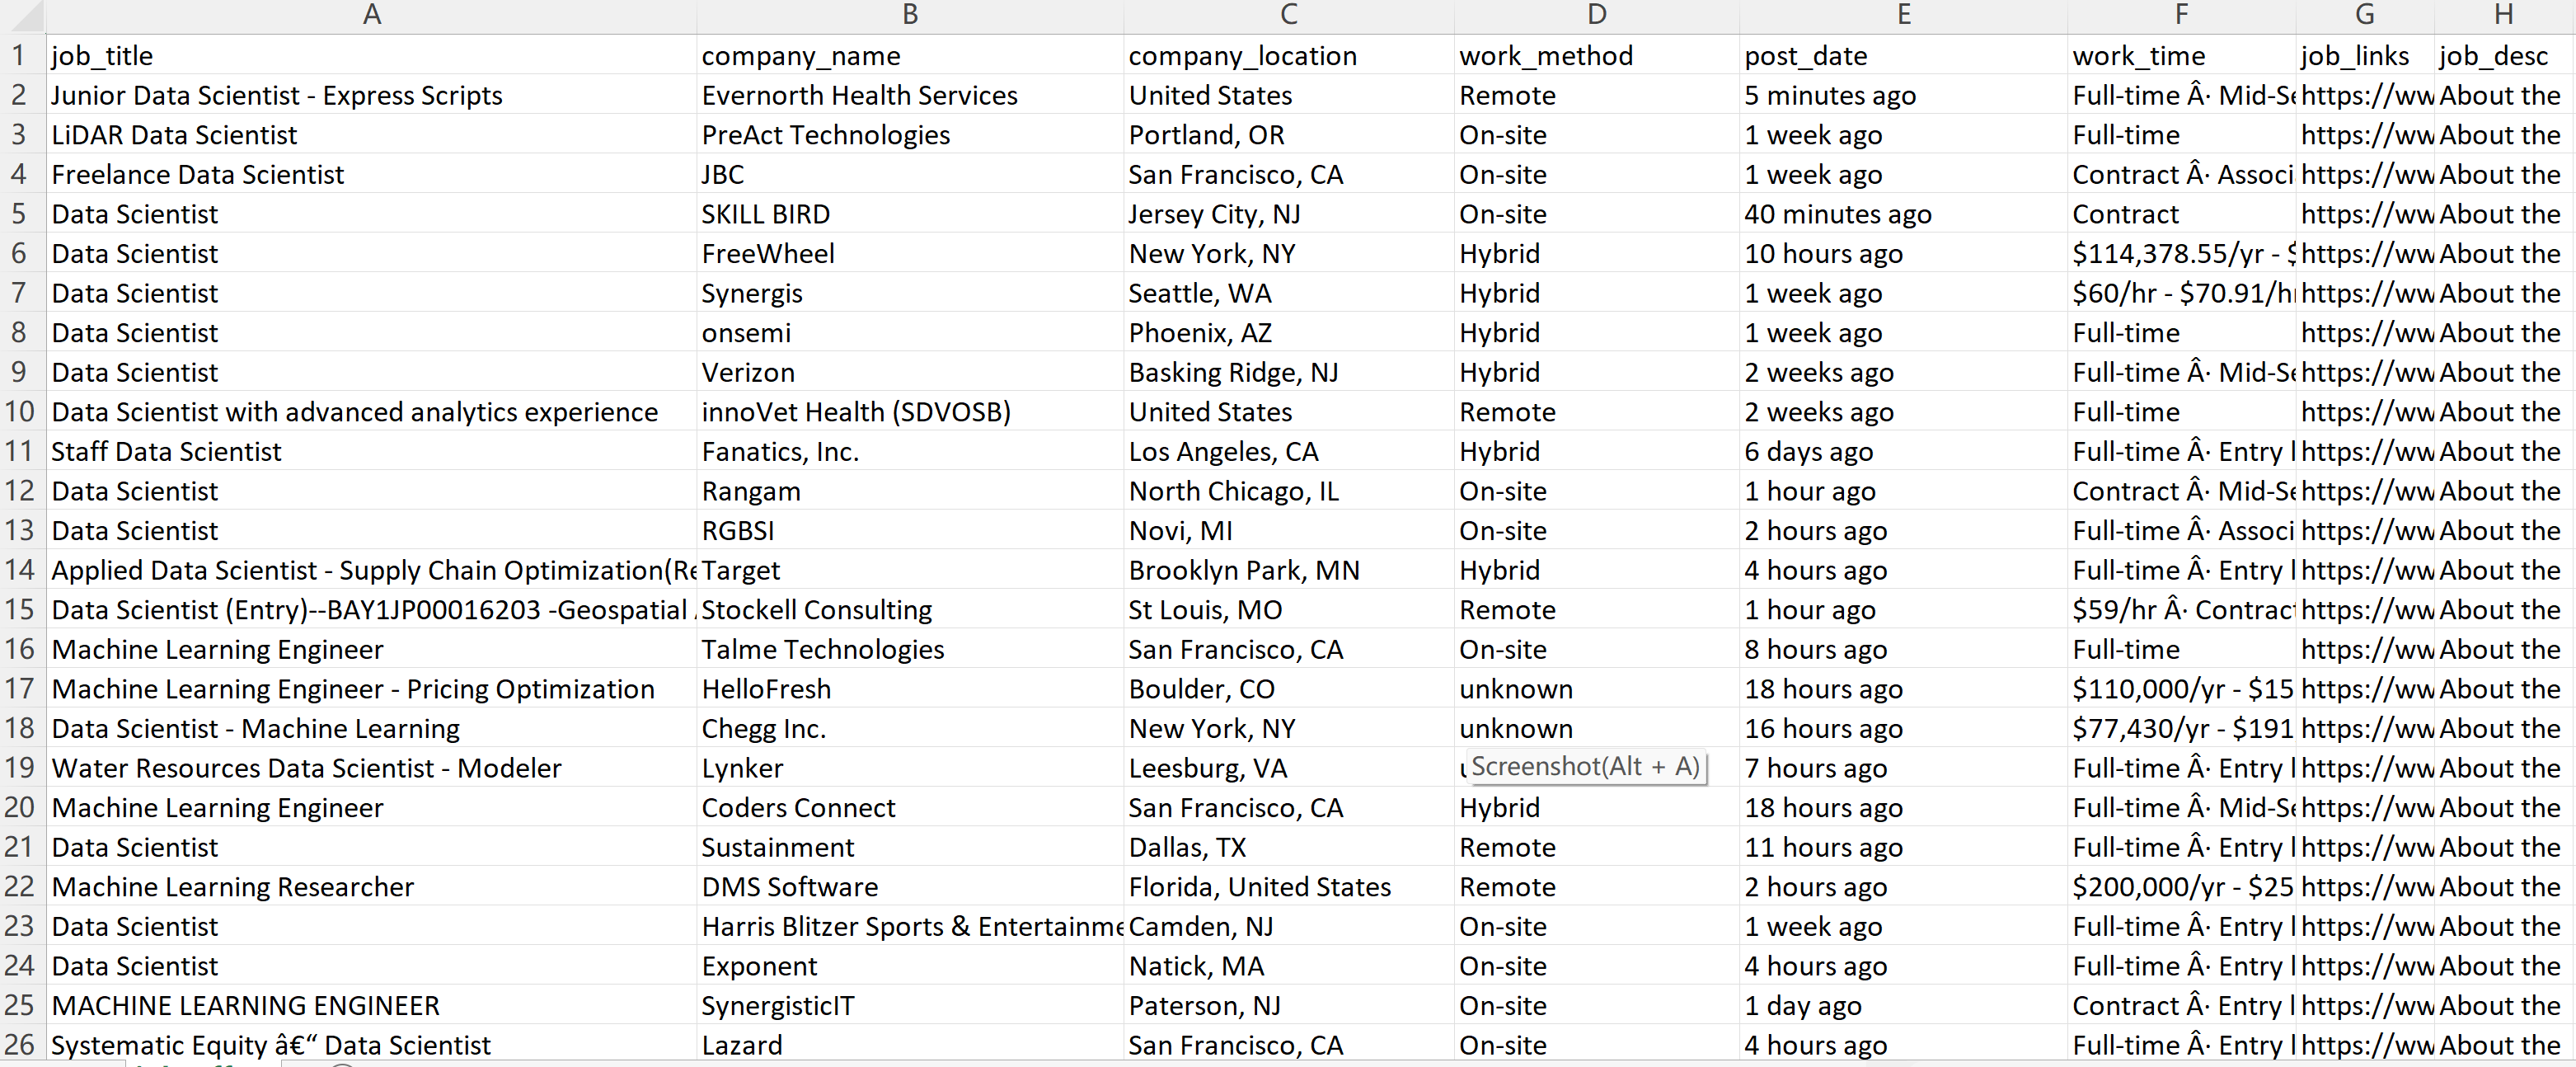 A B C D E F G H
1 job_title company_name company_location work_method post_date work_time job_links job_desc
2 Junior Data Scientist - Express Scripts Evernorth Health Services United States Remote 5 minutes ago Full-time Â· Mid-Se https://ww About the
3 LiDAR Data Scientist PreAct Technologies Portland, OR On-site 1 week ago Full-time https://ww About the
4 Freelance Data Scientist JBC San Francisco, CA On-site 1 week ago Contract Â· Associ https://ww About the
5 Data Scientist SKILL BIRD Jersey City, NJ On-site 40 minutes ago Contract https://ww About the
6 Data Scientist FreeWheel New York, NY Hybrid 10 hours ago $114,378.55/yr - $ https://ww About the
7 Data Scientist Synergis Seattle, WA Hybrid 1 week ago $60/hr - $70.91/hr https://ww About the
8 Data Scientist onsemi Phoenix, AZ Hybrid 1 week ago Full-time https://ww About the
9 Data Scientist Verizon Basking Ridge, NJ Hybrid 2 weeks ago Full-time Â· Mid-Se https://ww About the
10 Data Scientist with advanced analytics experience innoVet Health (SDVOSB) United States Remote 2 weeks ago Full-time https://ww About the
11 Staff Data Scientist Fanatics, Inc. Los Angeles, CA Hybrid 6 days ago Full-time Â· Entry l https://ww About the
12 Data Scientist Rangam North Chicago, IL On-site 1 hour ago Contract Â· Mid-Se https://ww About the
13 Data Scientist RGBSI Novi, MI On-site 2 hours ago Full-time Â· Associ https://ww About the
14 Applied Data Scientist - Supply Chain Optimization(Re Target Brooklyn Park, MN Hybrid 4 hours ago Full-time Â· Entry l https://ww About the
15 Data Scientist (Entry)--BAY1JP00016203 -Geospatial Stockell Consulting St Louis, MO Remote 1 hour ago $59/hr Â· Contract https://ww About the
16 Machine Learning Engineer Talme Technologies San Francisco, CA On-site 8 hours ago Full-time https://ww About the
17 Machine Learning Engineer - Pricing Optimization HelloFresh Boulder, CO unknown 18 hours ago $110,000/yr - $15 https://ww About the
18 Data Scientist - Machine Learning Chegg Inc. New York, NY unknown 16 hours ago $77,430/yr - $191 https://ww About the
19 Water Resources Data Scientist - Modeler Lynker Leesburg, VA Screenshot(Alt + A) 7 hours ago Full-time Â· Entry l https://ww About the
20 Machine Learning Engineer Coders Connect San Francisco, CA Hybrid 18 hours ago Full-time Â· Mid-Se https://ww About the
21 Data Scientist Sustainment Dallas, TX Remote 11 hours ago Full-time Â· Entry l https://ww About the
22 Machine Learning Researcher DMS Software Florida, United States Remote 2 hours ago $200,000/yr - $25 https://ww About the
23 Data Scientist Harris Blitzer Sports & Entertainme Camden, NJ On-site 1 week ago Full-time Â· Entry l https://ww About the
24 Data Scientist Exponent Natick, MA On-site 4 hours ago Full-time Â· Entry l https://ww About the
25 MACHINE LEARNING ENGINEER SynergisticIT Paterson, NJ On-site 1 day ago Contract Â· Entry l https://ww About the
26 Systematic Equity â€“ Data Scientist Lazard San Francisco, CA On-site 4 hours ago Full-time Â· Entry l https://ww About the